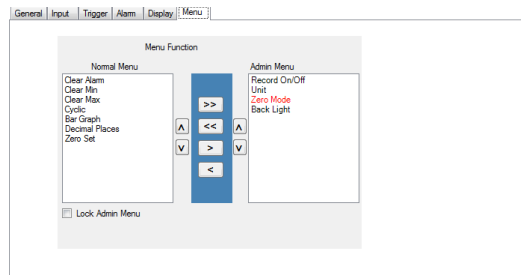 General Input Trigger Alarm Display Menu
Menu Function
Normal Menu
Admin Menu
Clear Alarm
Clear Min
Clear Max
Cyclic
Bar Graph
Decimal Places
Zero Set
>>
<<
>
<
Λ
V
Λ
V
Record On/Off
Unit
Zero Mode
Back Light
Lock Admin Menu